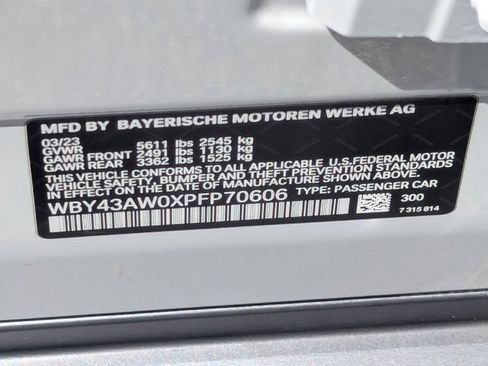 MFD BY BAYERISCHE MOTOREN WERKE AG
03/23
GVWR 5611 lbs 2545 kg
GAWR FRONT 2491 lbs 1130 kg
GAWR REAR 3362 lbs 1525 kg
THIS VEHICLE CONFORMS TO ALL APPLICABLE U.S.FEDERAL MOTOR
VEHICLE SAFETY, BUMPER AND THEFT PREVENTION STANDARDS
IN EFFECT ON THE DATE OF MANUFACTURE SHOWN ABOVE.
WBY43AW0XPFP70606 TYPE: PASSENGER CAR
300
7 315 814